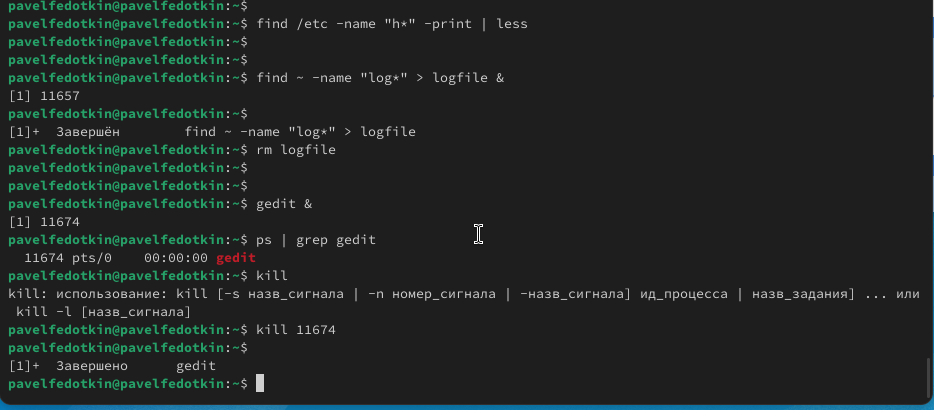 pavelfedotkin@pavelfedotkin:~$
pavelfedotkin@pavelfedotkin:~$ find /etc -name "h*" -print | less
pavelfedotkin@pavelfedotkin:~$
pavelfedotkin@pavelfedotkin:~$
pavelfedotkin@pavelfedotkin:~$ find ~ -name "log*" > logfile &
[1] 11657
pavelfedotkin@pavelfedotkin:~$
[1]+  Завершён        find ~ -name "log*" > logfile
pavelfedotkin@pavelfedotkin:~$ rm logfile
pavelfedotkin@pavelfedotkin:~$
pavelfedotkin@pavelfedotkin:~$
pavelfedotkin@pavelfedotkin:~$ gedit &
[1] 11674
pavelfedotkin@pavelfedotkin:~$ ps | grep gedit
  11674 pts/0    00:00:00 gedit
pavelfedotkin@pavelfedotkin:~$ kill
kill: использование: kill [-s назв_сигнала | -n номер_сигнала | -назв_сигнала] ид_процесса | назв_задания] ... или
 kill -l [назв_сигнала]
pavelfedotkin@pavelfedotkin:~$ kill 11674
pavelfedotkin@pavelfedotkin:~$
[1]+  Завершено      gedit
pavelfedotkin@pavelfedotkin:~$